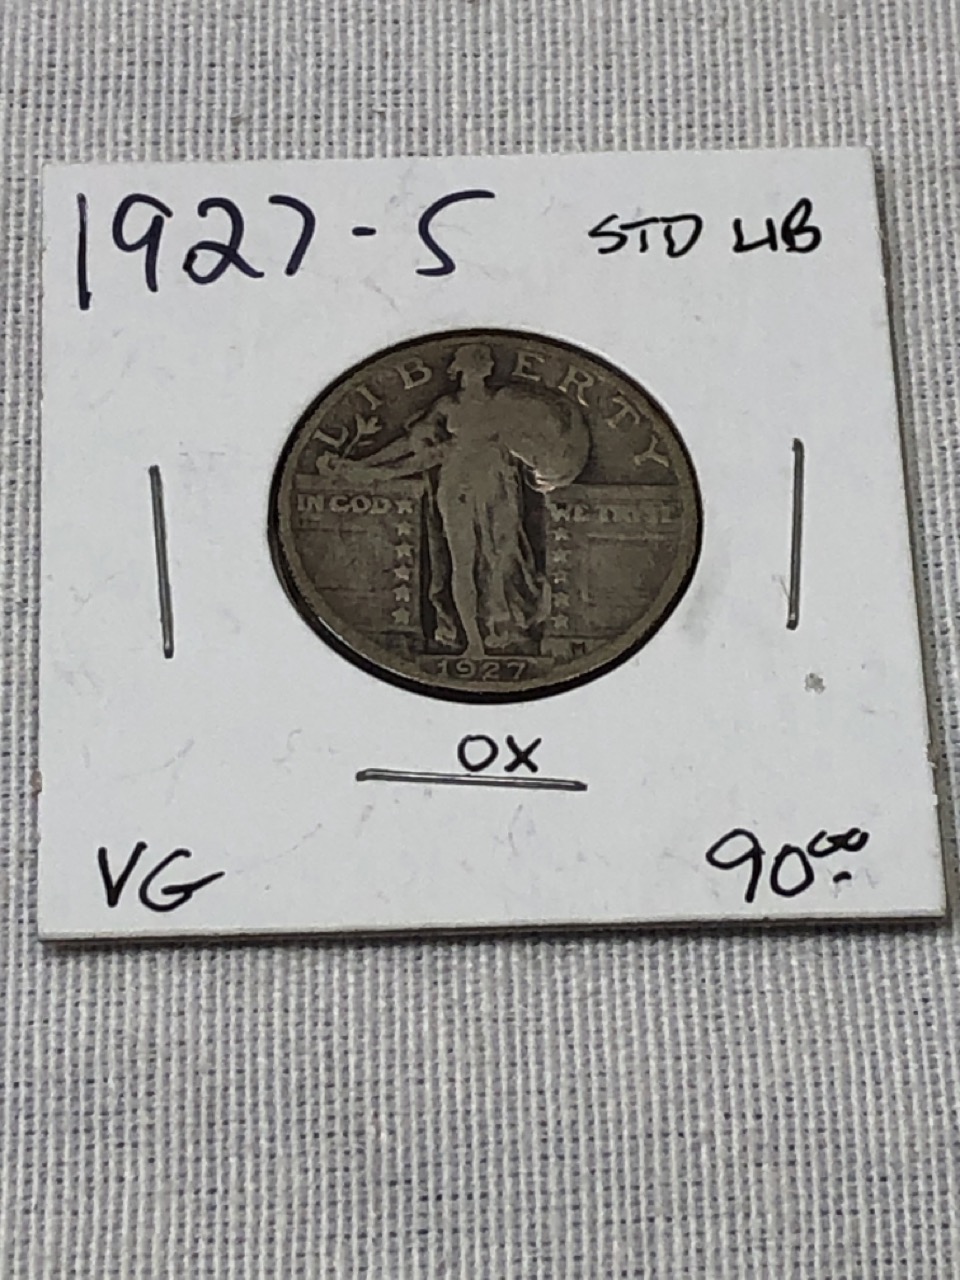 1927-S STD LIB
LIBERTY
IN GOD WE TRUST
M
1927
OX
VG 90.00